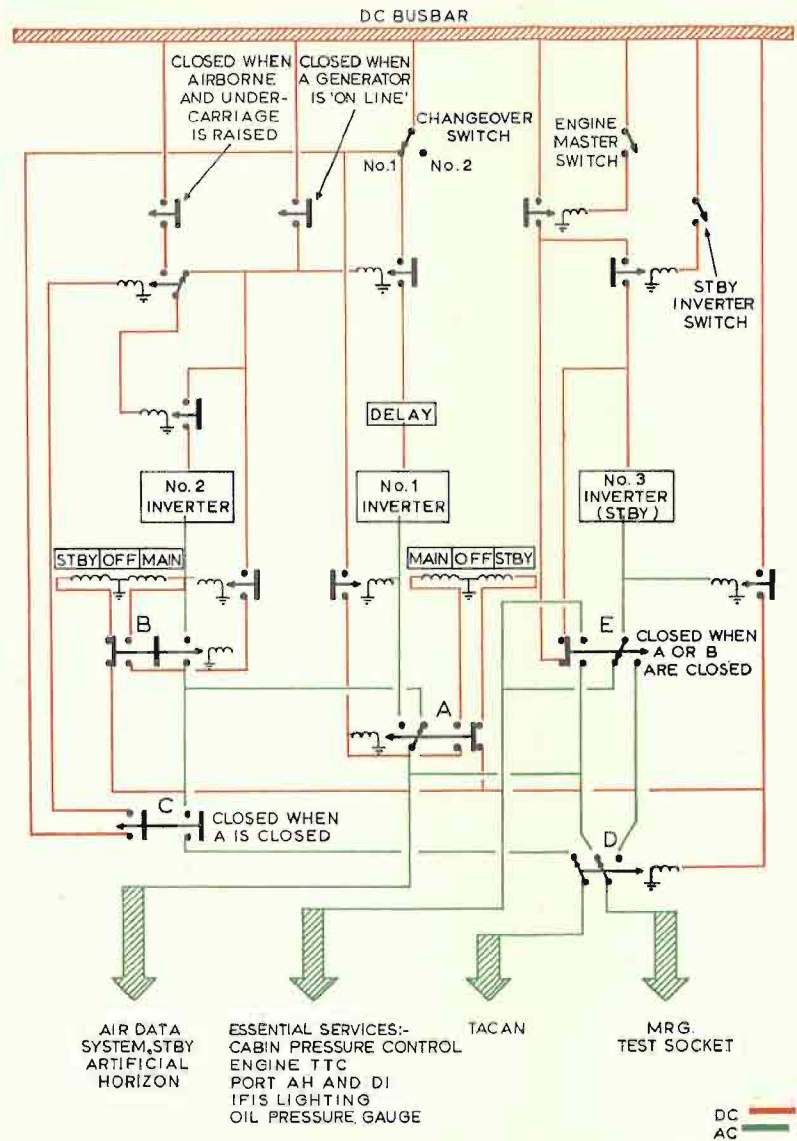 DC BUSBAR
CLOSED WHEN
AIRBORNE
AND UNDER-
CARRIAGE
IS RAISED
CLOSED WHEN
A GENERATOR
IS 'ON LINE'
CHANGEOVER
SWITCH
No.1
No.2
ENGINE
MASTER
SWITCH
STBY
INVERTER
SWITCH
DELAY
No. 2
INVERTER
No. 1
INVERTER
No. 3
INVERTER
(STBY)
STBY OFF MAIN
MAIN OFF STBY
B
E
CLOSED WHEN
A OR B
ARE CLOSED
A
C
CLOSED WHEN
A IS CLOSED
D
AIR DATA
SYSTEM, STBY
ARTIFICIAL
HORIZON
ESSENTIAL SERVICES:-
CABIN PRESSURE CONTROL
ENGINE TTC
PORT AH AND DI
IFIS LIGHTING
OIL PRESSURE GAUGE
TACAN
MRG.
TEST SOCKET
DC
AC